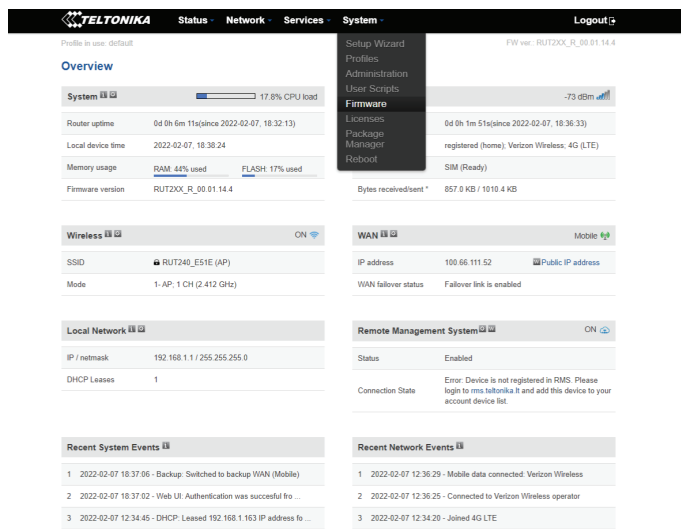 TELTONIKA Status Network Services System Logout
Profile in use: default FW ver.: RUT2XX_R_00.01.14.4
Setup Wizard
Profiles
Administration
User Scripts
Firmware
Licenses
Package
Manager
Reboot
Overview
System 17.8% CPU load
Router uptime 0d 0h 6m 11s(since 2022-02-07, 18:32:13)
Local device time 2022-02-07, 18:38:24
Memory usage RAM: 44% used FLASH: 17% used
Firmware version RUT2XX_R_00.01.14.4
-73 dBm
0d 0h 1m 51s(since 2022-02-07, 18:36:33)
registered (home); Verizon Wireless; 4G (LTE)
SIM (Ready)
Bytes received/sent * 857.0 KB / 1010.4 KB
Wireless ON
SSID RUT240_E51E (AP)
Mode 1- AP; 1 CH (2.412 GHz)
WAN Mobile
IP address 100.66.111.52 Public IP address
WAN failover status Failover link is enabled
Local Network
IP / netmask 192.168.1.1 / 255.255.255.0
DHCP Leases 1
Remote Management System ON
Status Enabled
Connection State Error: Device is not registered in RMS. Please
login to rms.teltonika.lt and add this device to your
account device list.
Recent System Events
1 2022-02-07 18:37:06 - Backup: Switched to backup WAN (Mobile)
2 2022-02-07 18:37:02 - Web UI: Authentication was succesful fro ...
3 2022-02-07 12:34:45 - DHCP: Leased 192.168.1.163 IP address fo ...
Recent Network Events
1 2022-02-07 12:36:29 - Mobile data connected: Verizon Wireless
2 2022-02-07 12:36:25 - Connected to Verizon Wireless operator
3 2022-02-07 12:34:20 - Joined 4G LTE